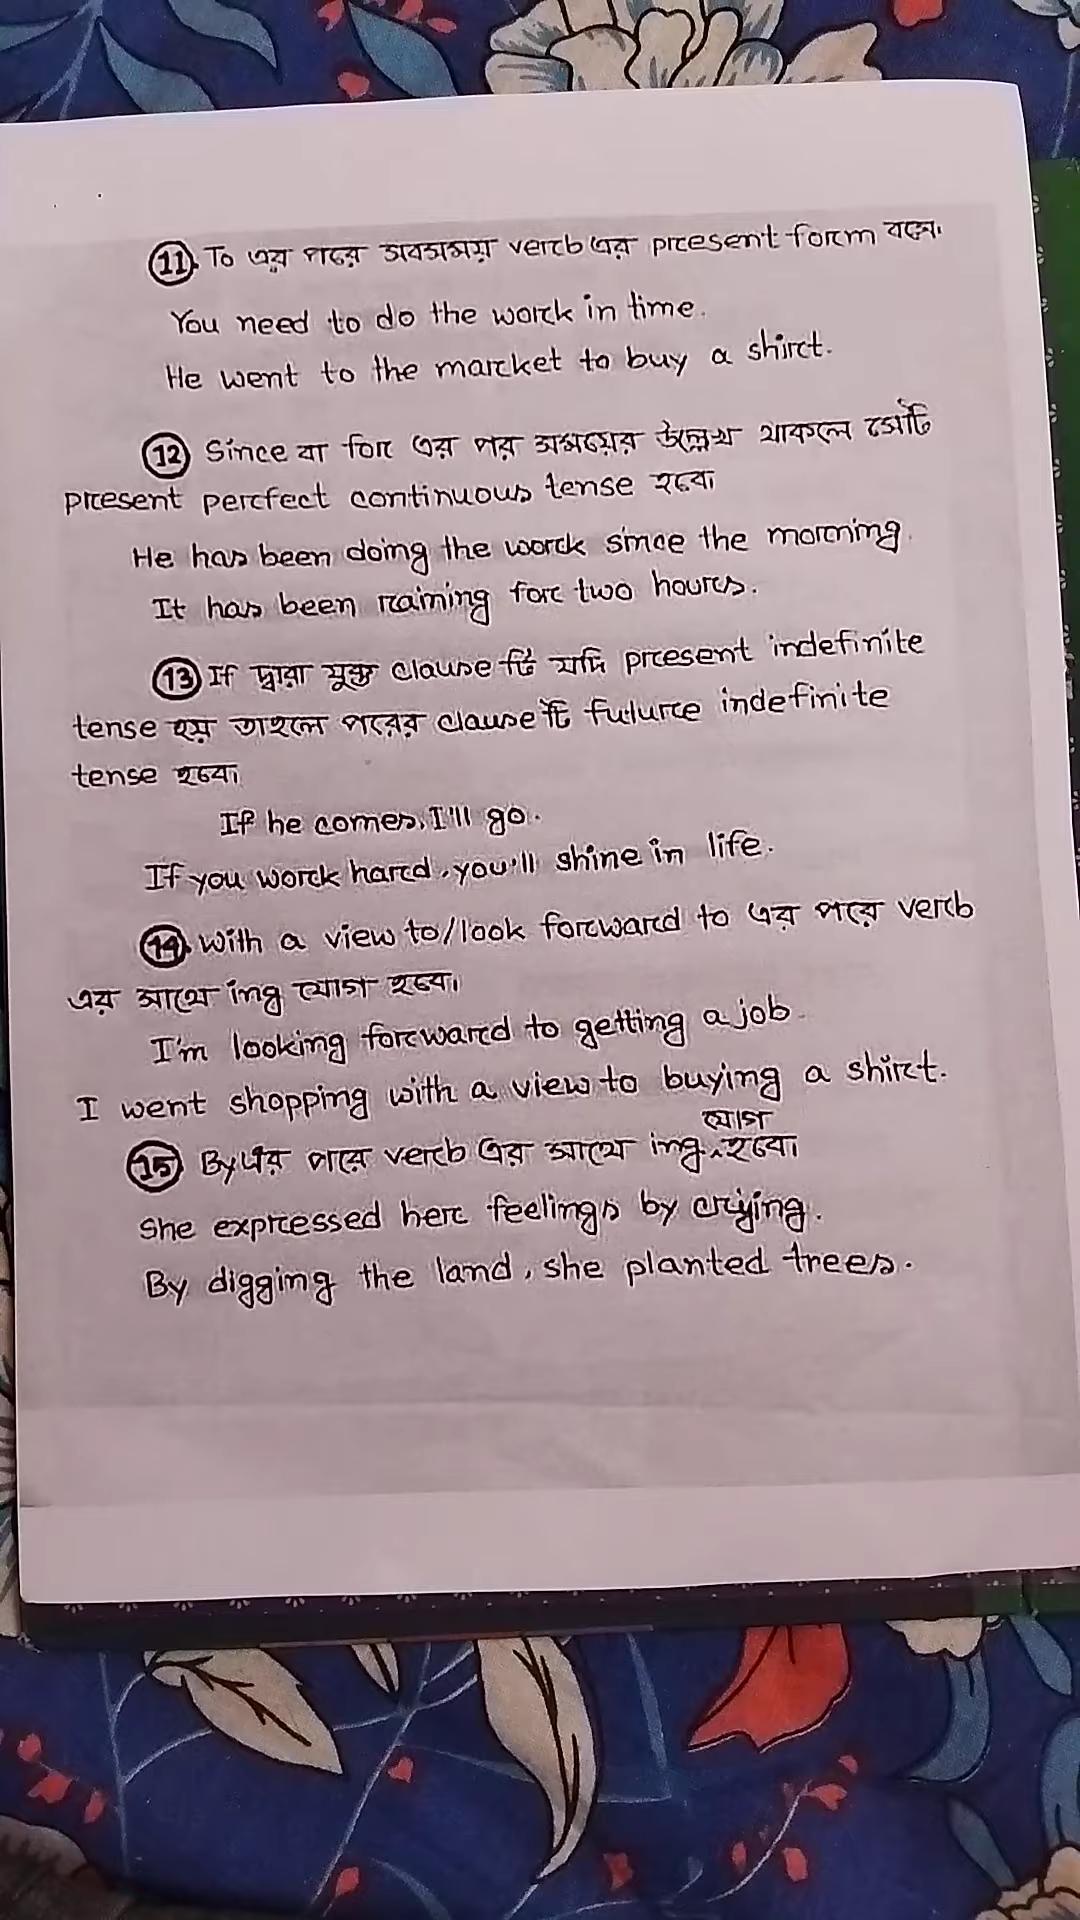 11. To এর পরে সবসময় verb এর present form বসে।
You need to do the work in time.
He went to the market to buy a shirt.
12 Since বা for এর পর সময়ের উল্লেখ থাকলে সেটি
present perfect continuous tense হবে।
He has been doing the work since the morning.
It has been raining for two hours.
13 If দ্বারা যুক্ত clause টি যদি present indefinite
tense হয় তাহলে পরের clause টি future indefinite
tense হবে।
If he comes, I'll go.
If you work hard, you'll shine in life.
14. With a view to/look forward to এর পরে verb
এর সাথে ing যোগ হবে।
I'm looking forward to getting a job.
I went shopping with a view to buying a shirt.
15 By এর পরে verb এর সাথে ing যোগ হবে।
She expressed her feelings by crying.
By digging the land, she planted trees.